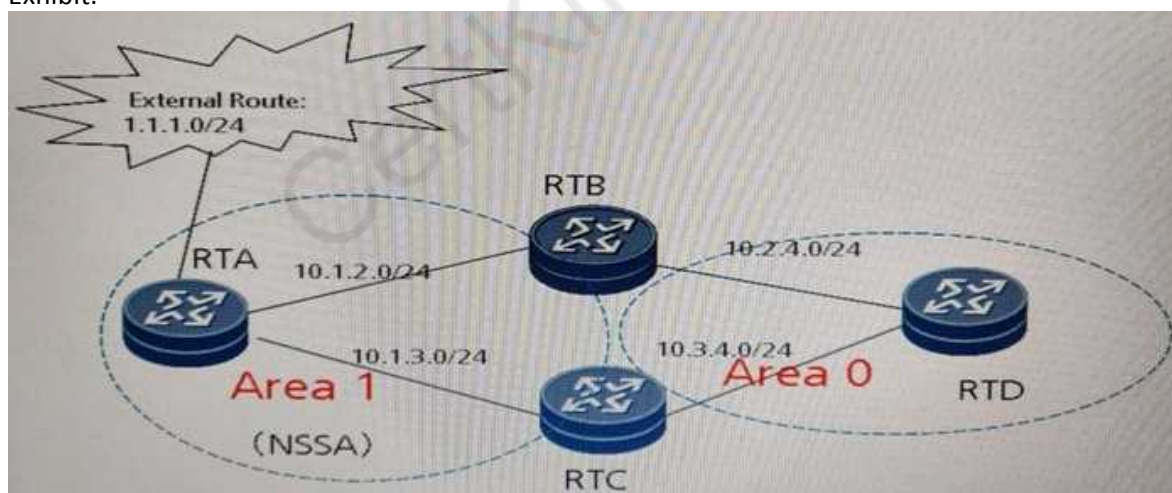 Exhibit:
External Route:
1.1.1.0/24
RTB
RTA
10.1.2.0/24
10.2.4.0/24
10.1.3.0/24
10.3.4.0/24
Area 1
Area 0
RTD
(NSSA)
RTC